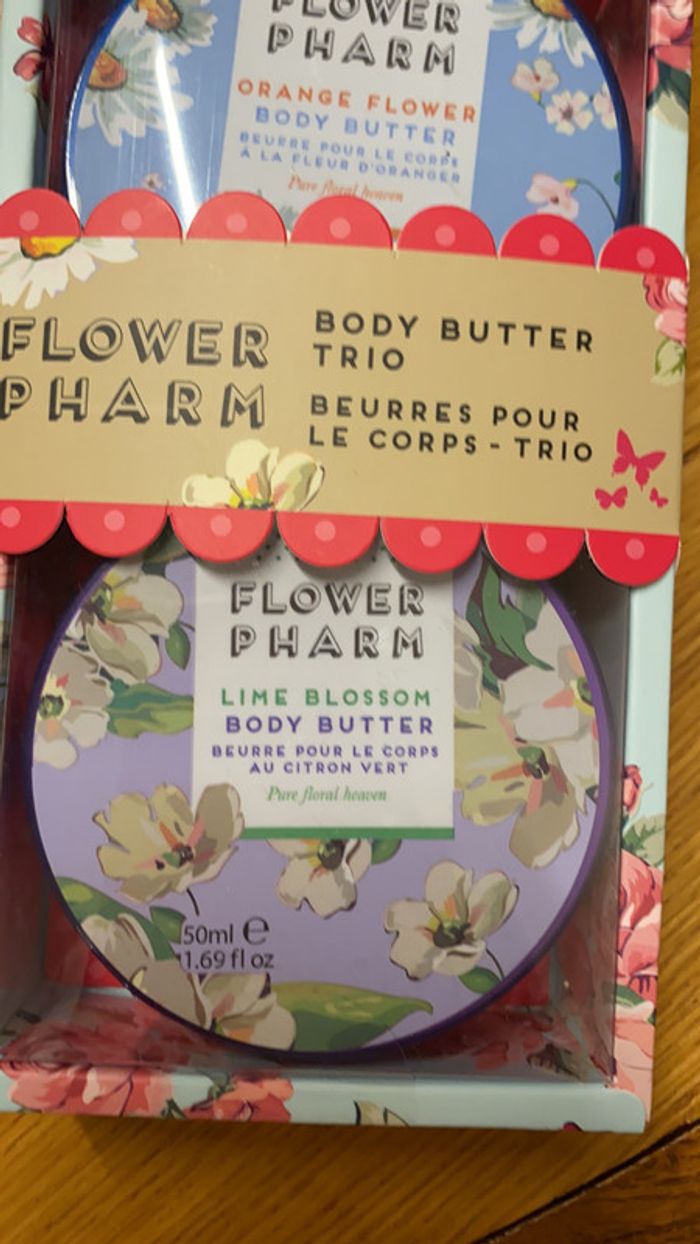 FLOWER
PHARM
ORANGE FLOWER
BODY BUTTER
BEURRE POUR LE CORPS
À LA FLEUR D'ORANGER
Pure floral heaven
FLOWER
PHARM
BODY BUTTER
TRIO
BEURRES POUR
LE CORPS - TRIO
FLOWER
PHARM
LIME BLOSSOM
BODY BUTTER
BEURRE POUR LE CORPS
AU CITRON VERT
Pure floral heaven
50ml e
1.69 fl oz